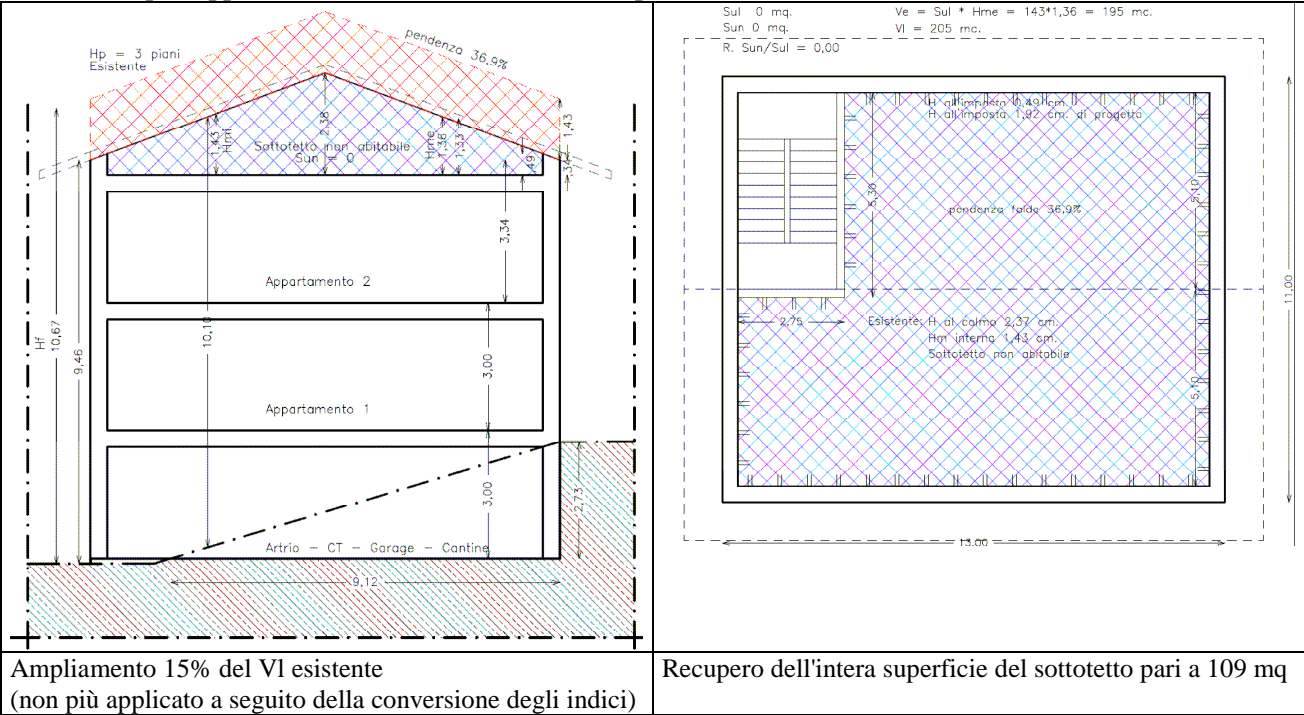 Hp = 3 piani
Esistente
pendenza 36,9%
2,38
1,43
Hmi
Sottotetto non abitabile
Sun = 0
Hme
1,36
1,33
,49
1,43
,34
Hf
10,67
9,46
10,10
3,34
Appartamento 2
3,00
Appartamento 1
3,00
2,73
Artrio - CT - Garage - Cantine
9,12
Sul 0 mq.
Ve = Sul * Hme = 143*1,36 = 195 mc.
Sun 0 mq.
Vl = 205 mc.
R. Sun/Sul = 0,00
H all'imposta 0,49 cm.
H all'imposta 1,92 cm. di progetto
5,30
5,10
pendenza falde 36,9%
11,00
2,75
Esistente: H al colmo 2,37 cm.
Hm interna 1,43 cm.
Sottotetto non abitabile
5,10
13,00
Ampliamento 15% del Vl esistente
(non più applicato a seguito della conversione degli indici)
Recupero dell'intera superficie del sottotetto pari a 109 mq